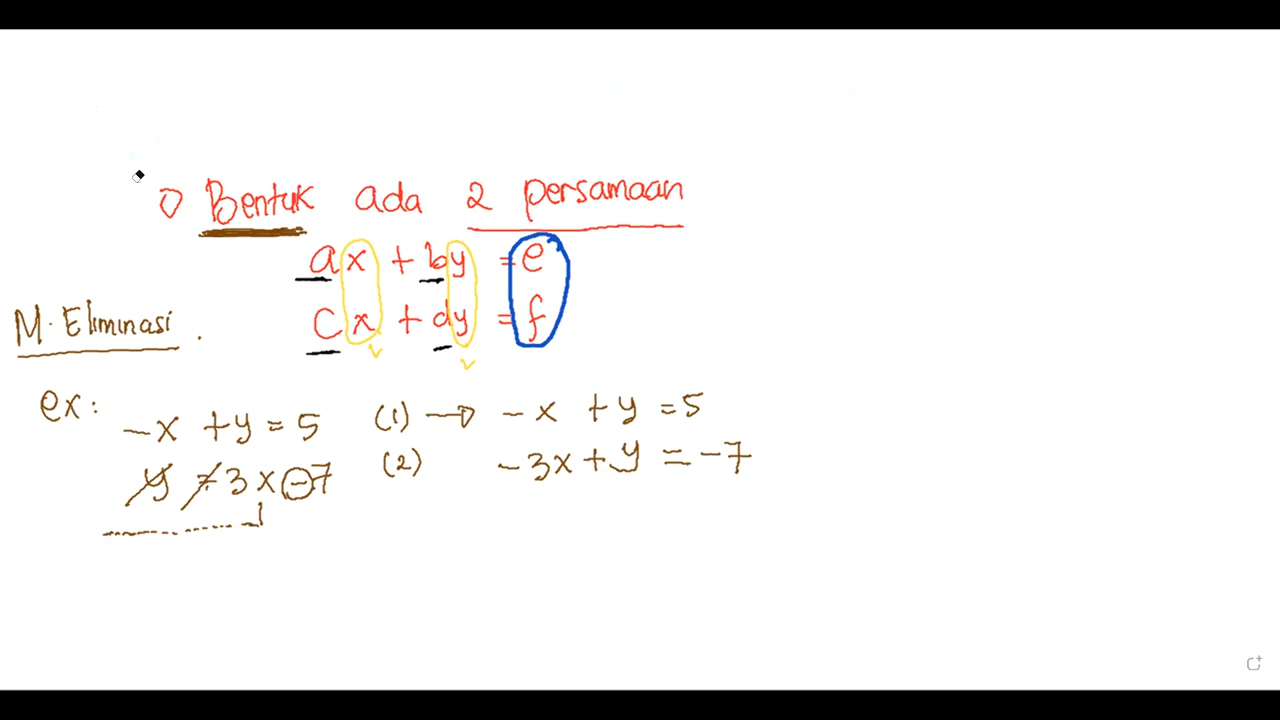 O Bentuk ada 2 persamaan
ax + by = e
cx + dy = f
M. Eliminasi.
ex:
-x + y = 5 (1) → -x + y = 5
y = 3x - 7 (2) -3x + y = -7